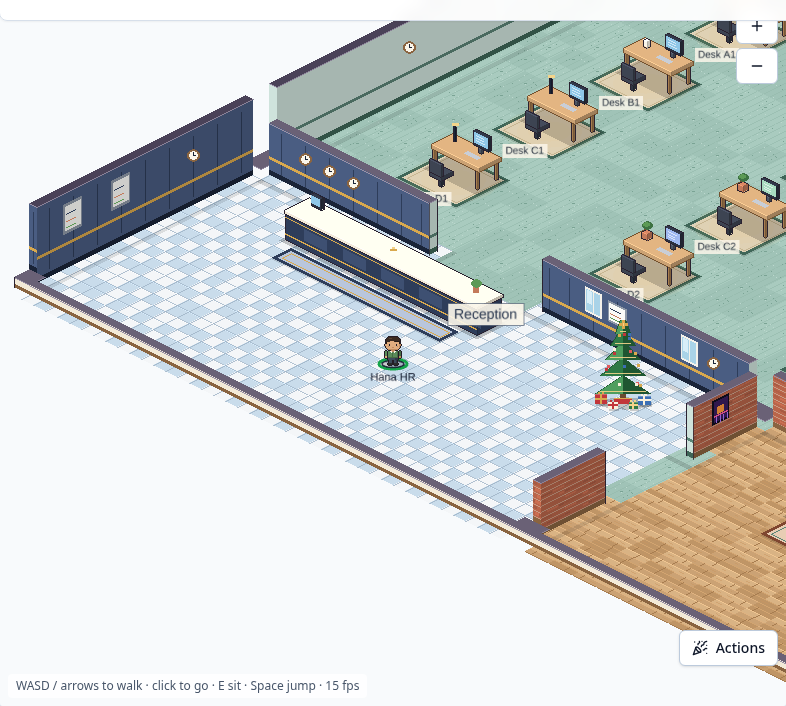 +
−
Desk A1
Desk B1
Desk C1
D1
Desk C2
D2
Reception
Hana HR
Actions
WASD / arrows to walk · click to go · E sit · Space jump · 15 fps